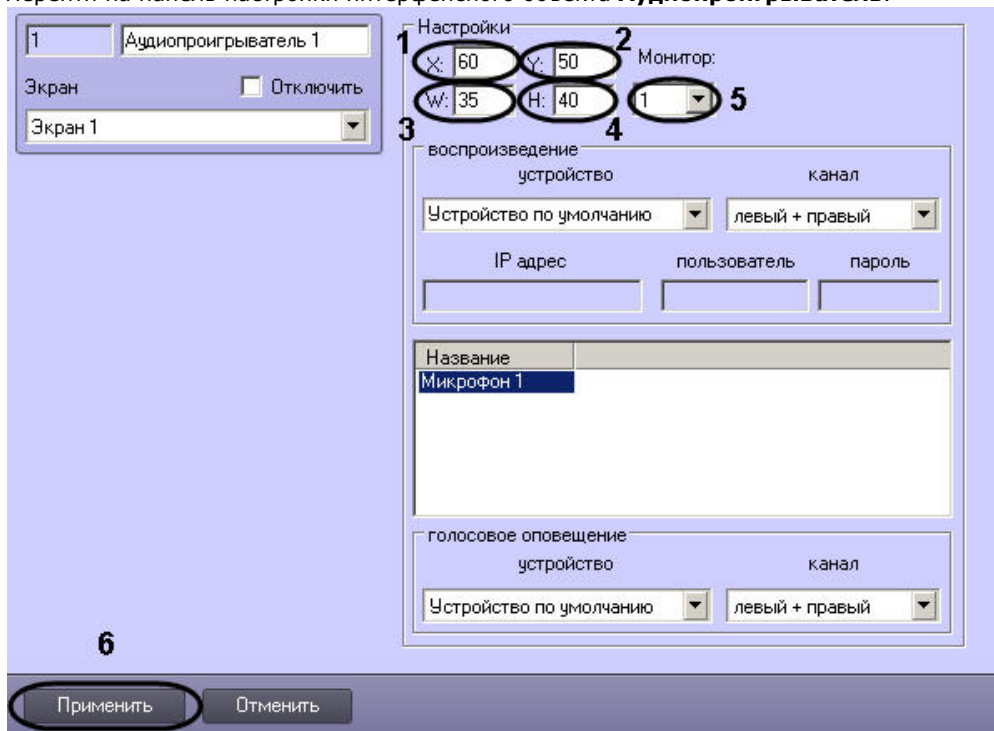 Перейти на панель настройки интерфейсного объекта Аудиопроигрыватель.
1 Аудиопроигрыватель 1
Экран Отключить
Экран 1
Настройки
1 X: 60 Y: 50 2 Монитор:
W: 35 H: 40 1 5
3 4
воспроизведение
устройство канал
Устройство по умолчанию левый + правый
IP адрес пользователь пароль
Название
Микрофон 1
голосовое оповещение
устройство канал
Устройство по умолчанию левый + правый
6
Применить Отменить